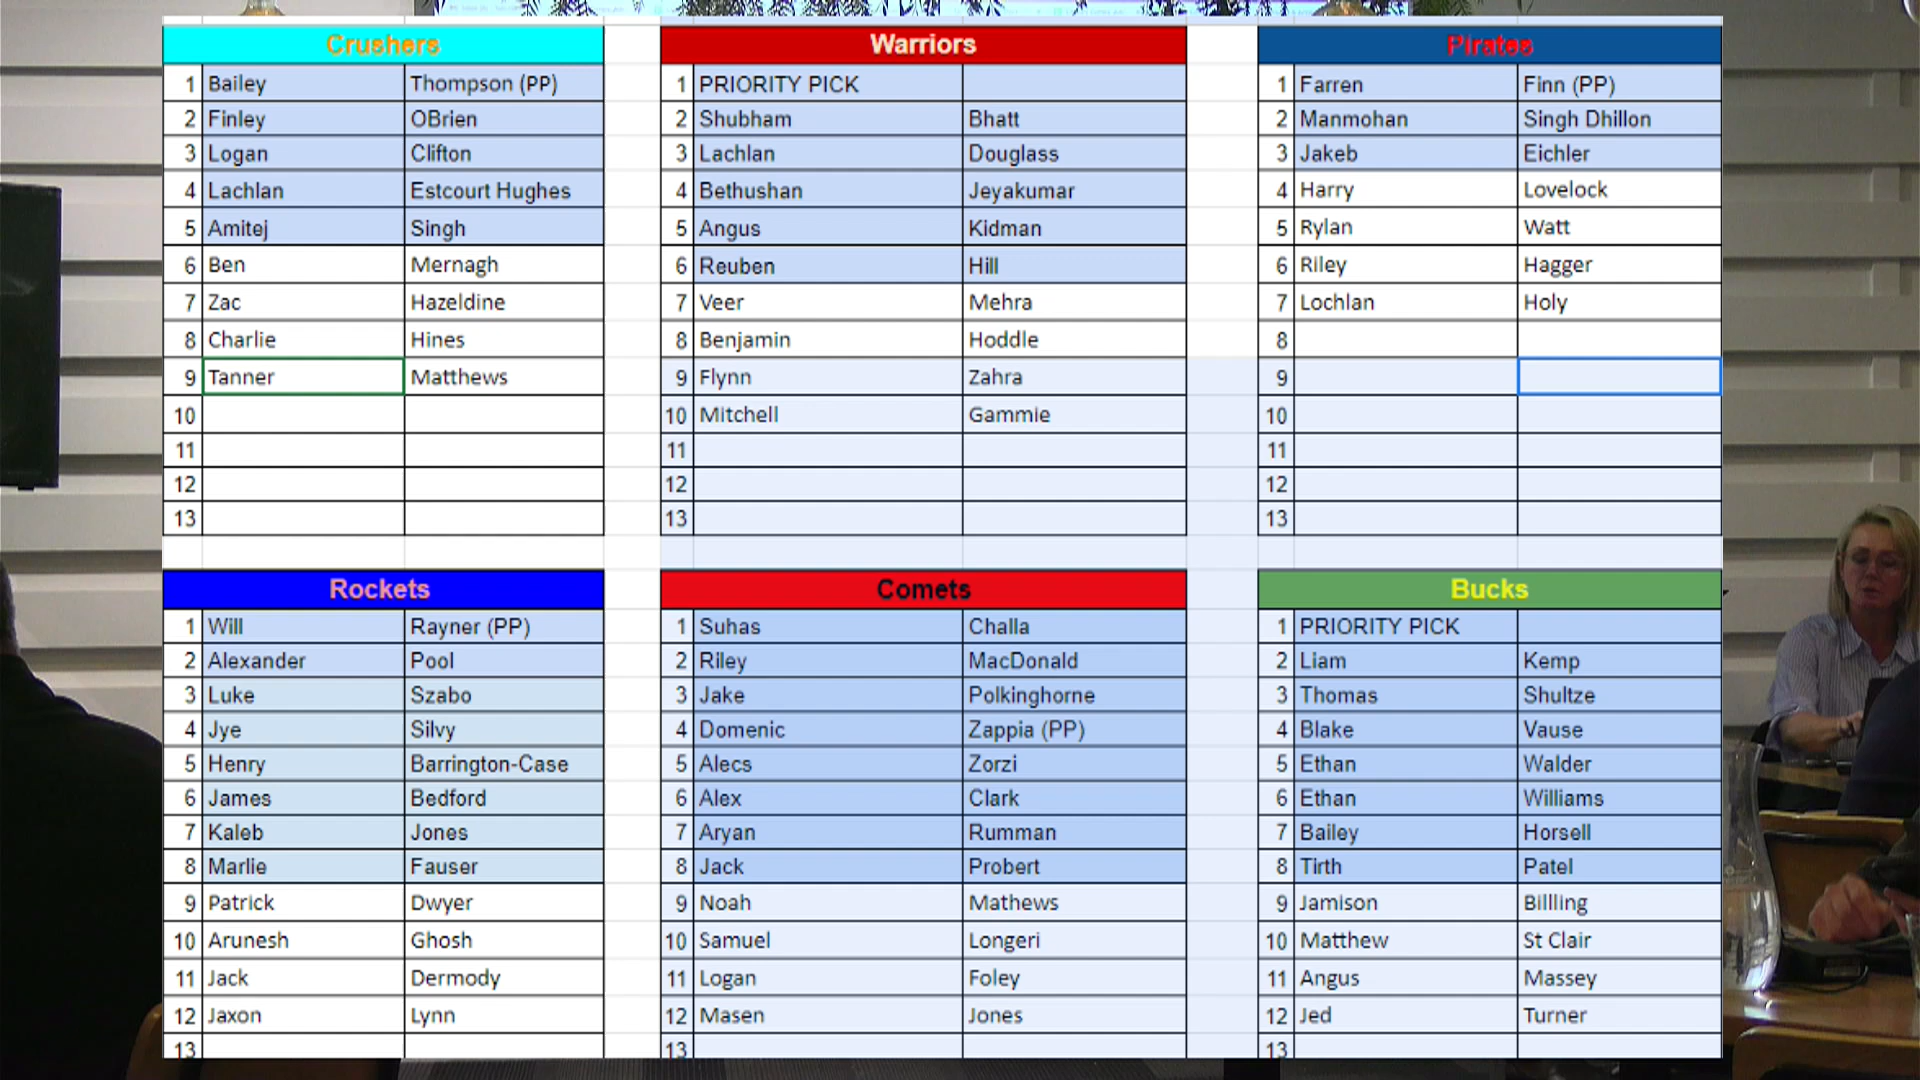 Crushers
1 Bailey Thompson (PP)
2 Finley OBrien
3 Logan Clifton
4 Lachlan Estcourt Hughes
5 Amitej Singh
6 Ben Mernagh
7 Zac Hazeldine
8 Charlie Hines
9 Tanner Matthews
10
11
12
13
Warriors
1 PRIORITY PICK
2 Shubham Bhatt
3 Lachlan Douglass
4 Bethushan Jeyakumar
5 Angus Kidman
6 Reuben Hill
7 Veer Mehra
8 Benjamin Hoddle
9 Flynn Zahra
10 Mitchell Gammie
11
12
13
Pirates
1 Farren Finn (PP)
2 Manmohan Singh Dhillon
3 Jakeb Eichler
4 Harry Lovelock
5 Rylan Watt
6 Riley Hagger
7 Lochlan Holy
8
9
10
11
12
13
Rockets
1 Will Rayner (PP)
2 Alexander Pool
3 Luke Szabo
4 Jye Silvy
5 Henry Barrington-Case
6 James Bedford
7 Kaleb Jones
8 Marlie Fauser
9 Patrick Dwyer
10 Arunesh Ghosh
11 Jack Dermody
12 Jaxon Lynn
13
Comets
1 Suhas Challa
2 Riley MacDonald
3 Jake Polkinghorne
4 Domenic Zappia (PP)
5 Alecs Zorzi
6 Alex Clark
7 Aryan Rumman
8 Jack Probert
9 Noah Mathews
10 Samuel Longeri
11 Logan Foley
12 Masen Jones
13
Bucks
1 PRIORITY PICK
2 Liam Kemp
3 Thomas Shultze
4 Blake Vause
5 Ethan Walder
6 Ethan Williams
7 Bailey Horsell
8 Tirth Patel
9 Jamison Billling
10 Matthew St Clair
11 Angus Massey
12 Jed Turner
13